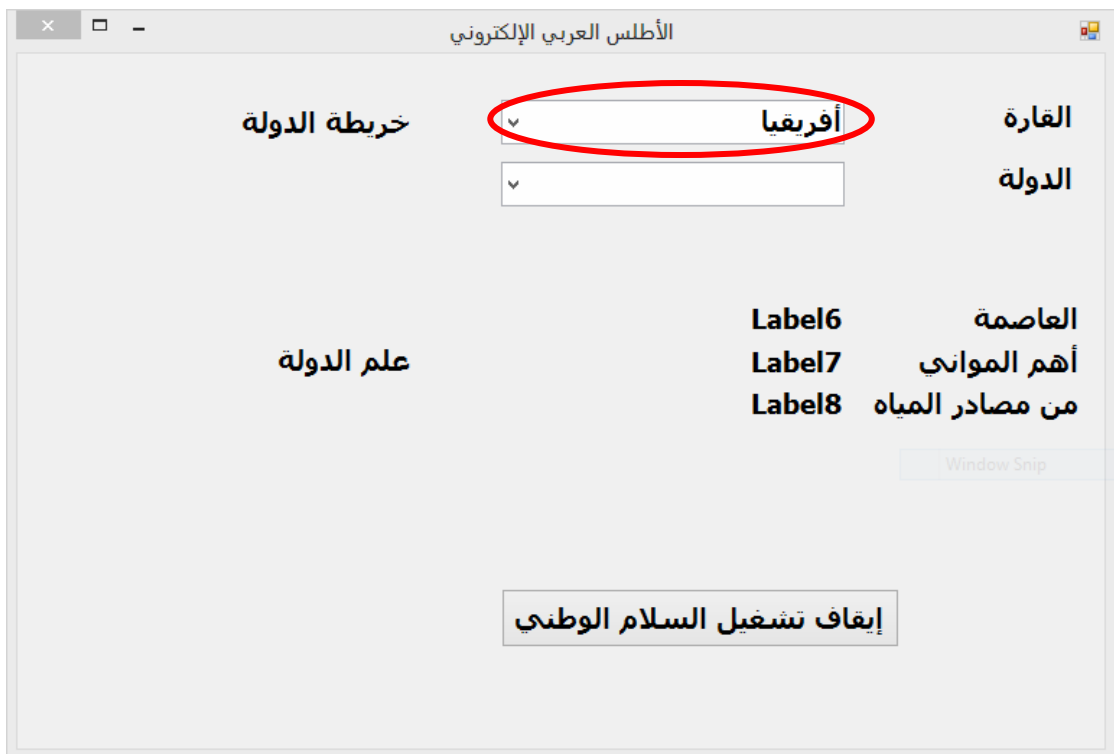 الأطلس العربي الإلكتروني
القارة أفريقيا خريطة الدولة
الدولة
العاصمة Label6
أهم المواني Label7 علم الدولة
من مصادر المياه Label8
Window Snip
إيقاف تشغيل السلام الوطني